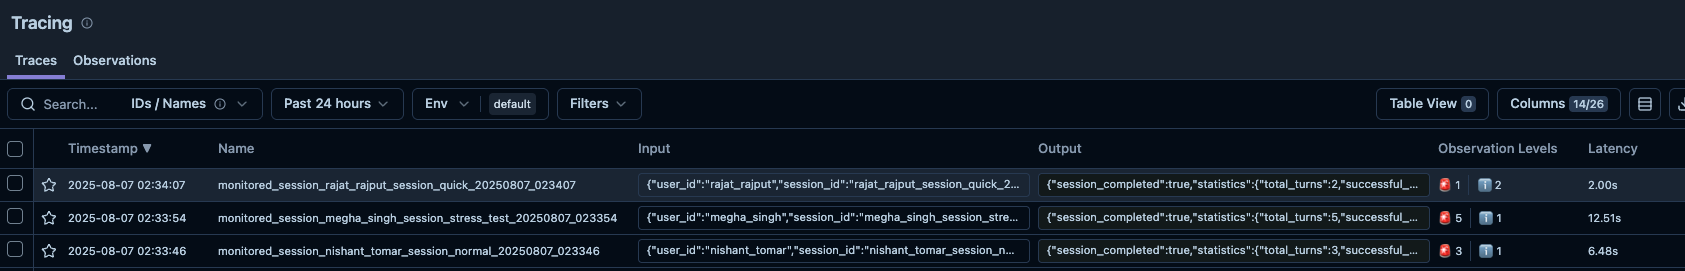 Tracing
Traces Observations
Search... IDs / Names Past 24 hours Env default Filters Table View 0 Columns 14/26
Timestamp ▼ Name Input Output Observation Levels Latency
2025-08-07 02:34:07 monitored_session_rajat_rajput_session_quick_20250807_023407 {"user_id":"rajat_rajput","session_id":"rajat_rajput_session_quick_2... {"session_completed":true,"statistics":{"total_turns":2,"successful_... 🚨 1 ℹ️ 2 2.00s
2025-08-07 02:33:54 monitored_session_megha_singh_session_stress_test_20250807_023354 {"user_id":"megha_singh","session_id":"megha_singh_session_stre... {"session_completed":true,"statistics":{"total_turns":5,"successful_... 🚨 5 ℹ️ 1 12.51s
2025-08-07 02:33:46 monitored_session_nishant_tomar_session_normal_20250807_023346 {"user_id":"nishant_tomar","session_id":"nishant_tomar_session_n... {"session_completed":true,"statistics":{"total_turns":3,"successful_... 🚨 3 ℹ️ 1 6.48s